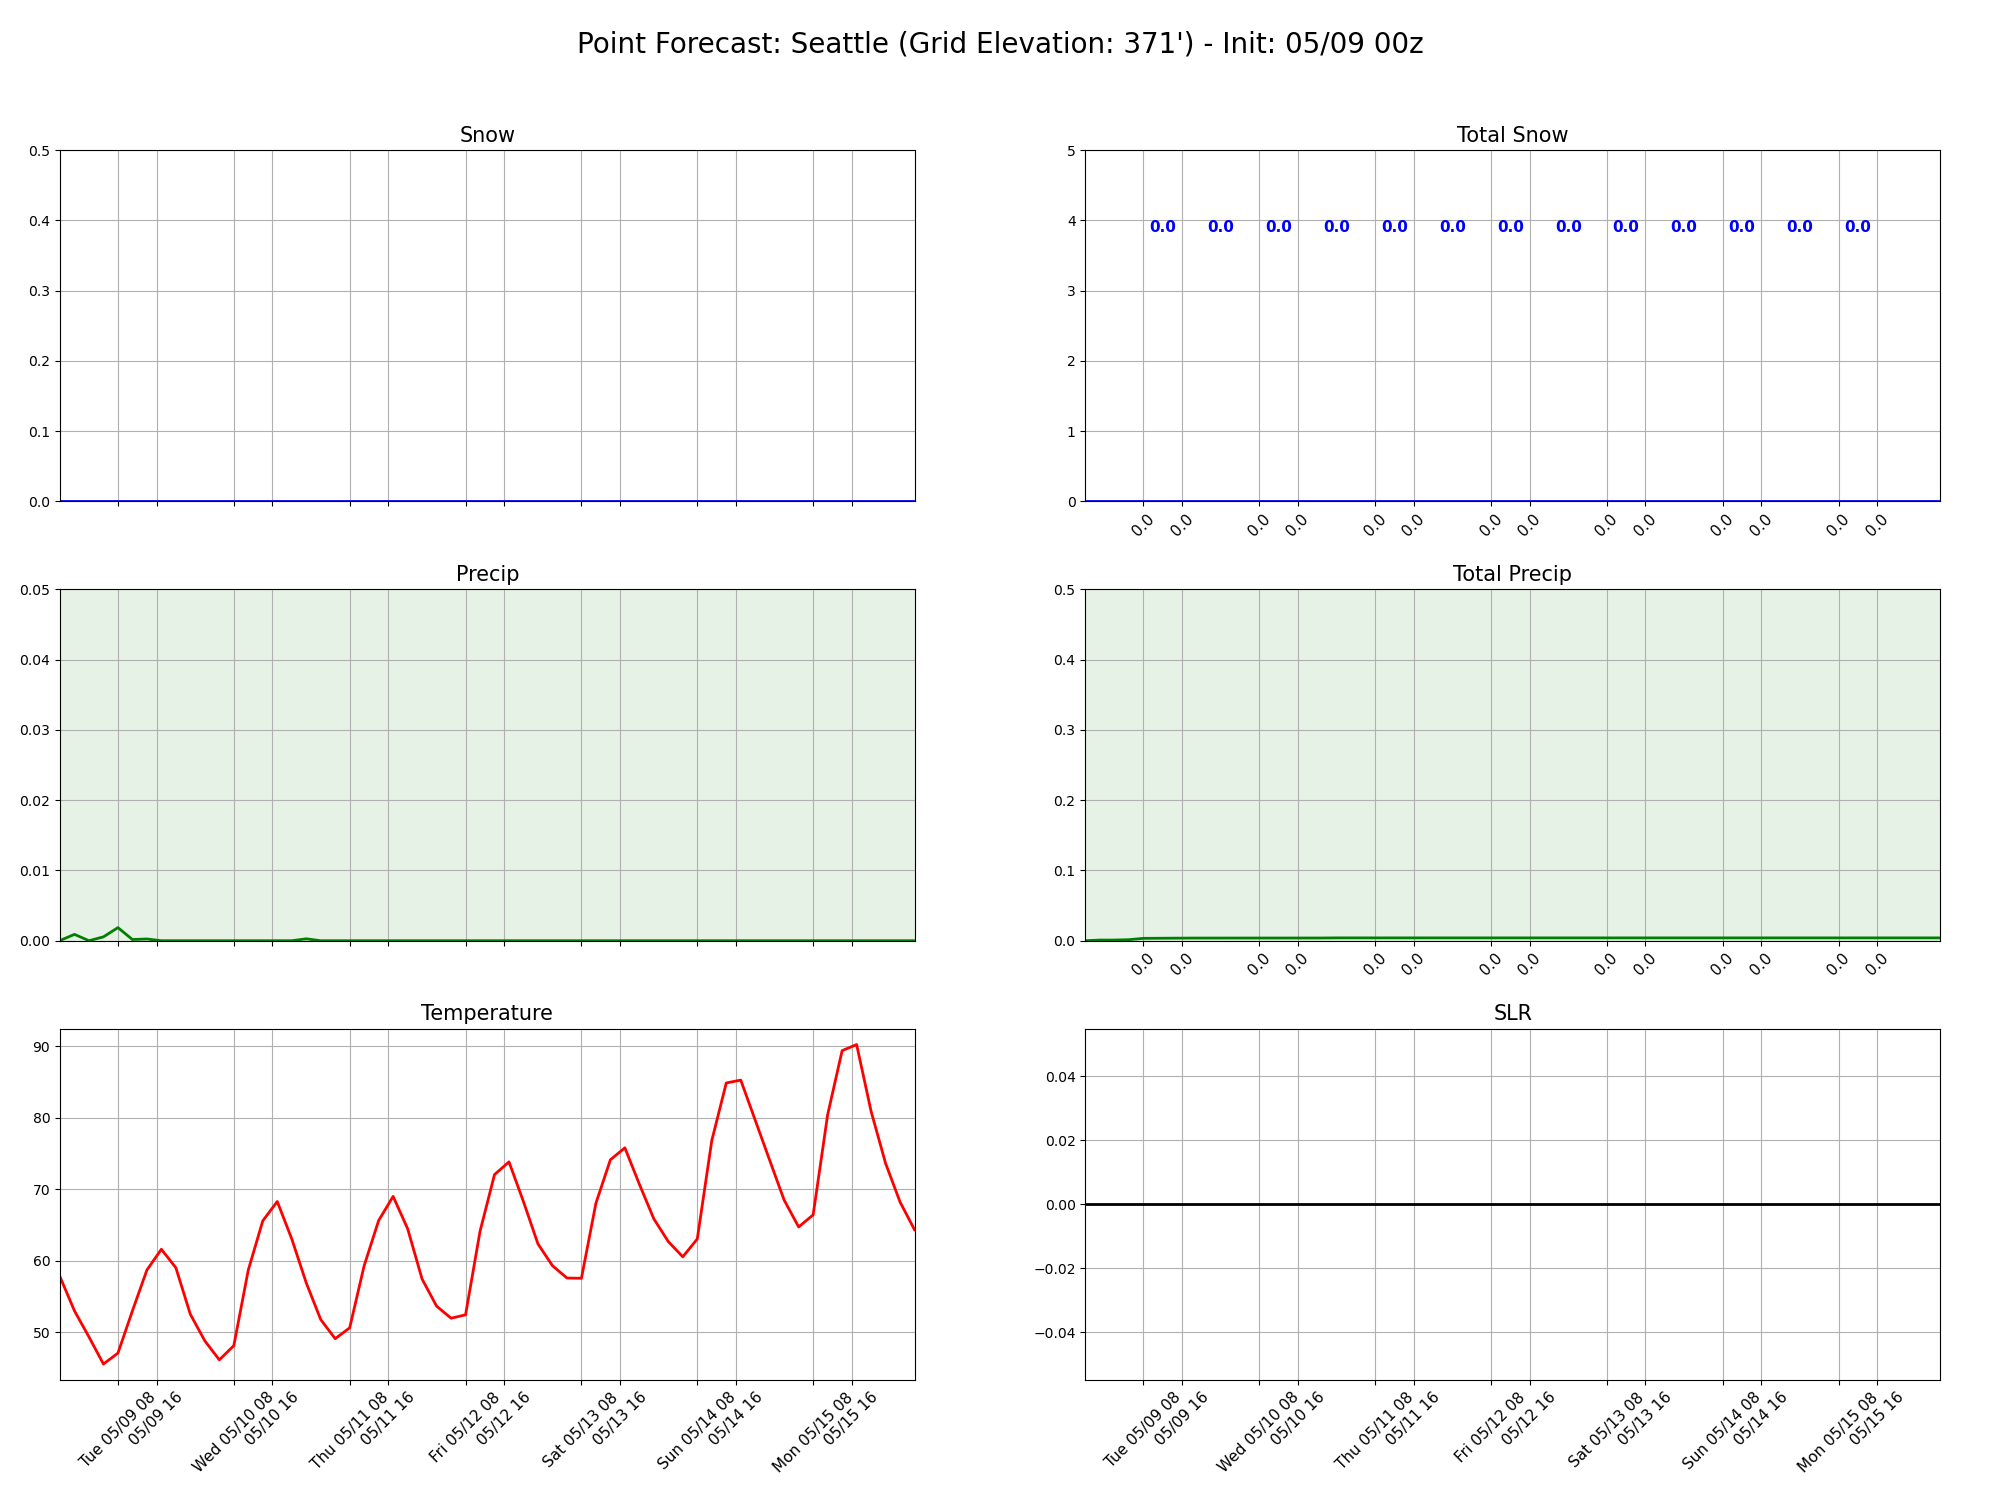 Point Forecast: Seattle (Grid Elevation: 371') - Init: 05/09 00z
Snow
0.5
0.4
0.3
0.2
0.1
0.0
Total Snow
5
4
3
2
1
0
0.0 0.0 0.0 0.0 0.0 0.0 0.0 0.0 0.0 0.0 0.0 0.0 0.0
0.0 0.0 0.0 0.0 0.0 0.0 0.0 0.0 0.0 0.0 0.0 0.0 0.0 0.0
Precip
0.05
0.04
0.03
0.02
0.01
0.00
Total Precip
0.5
0.4
0.3
0.2
0.1
0.0
0.0 0.0 0.0 0.0 0.0 0.0 0.0 0.0 0.0 0.0 0.0 0.0 0.0 0.0
Temperature
90
80
70
60
50
Tue 05/09 08
05/09 16
Wed 05/10 08
05/10 16
Thu 05/11 08
05/11 16
Fri 05/12 08
05/12 16
Sat 05/13 08
05/13 16
Sun 05/14 08
05/14 16
Mon 05/15 08
05/15 16
SLR
0.04
0.02
0.00
−0.02
−0.04
Tue 05/09 08
05/09 16
Wed 05/10 08
05/10 16
Thu 05/11 08
05/11 16
Fri 05/12 08
05/12 16
Sat 05/13 08
05/13 16
Sun 05/14 08
05/14 16
Mon 05/15 08
05/15 16